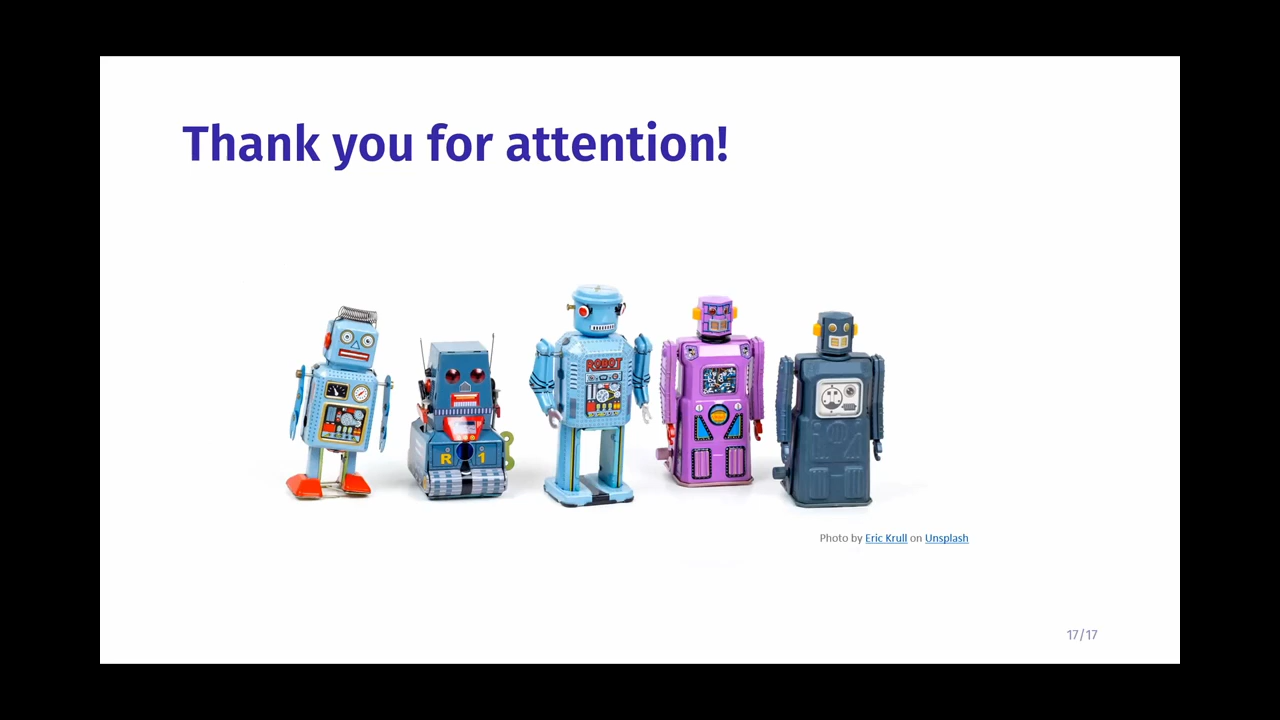 Thank you for attention!
ROBOT
R 1
Photo by Eric Krull on Unsplash
17/17